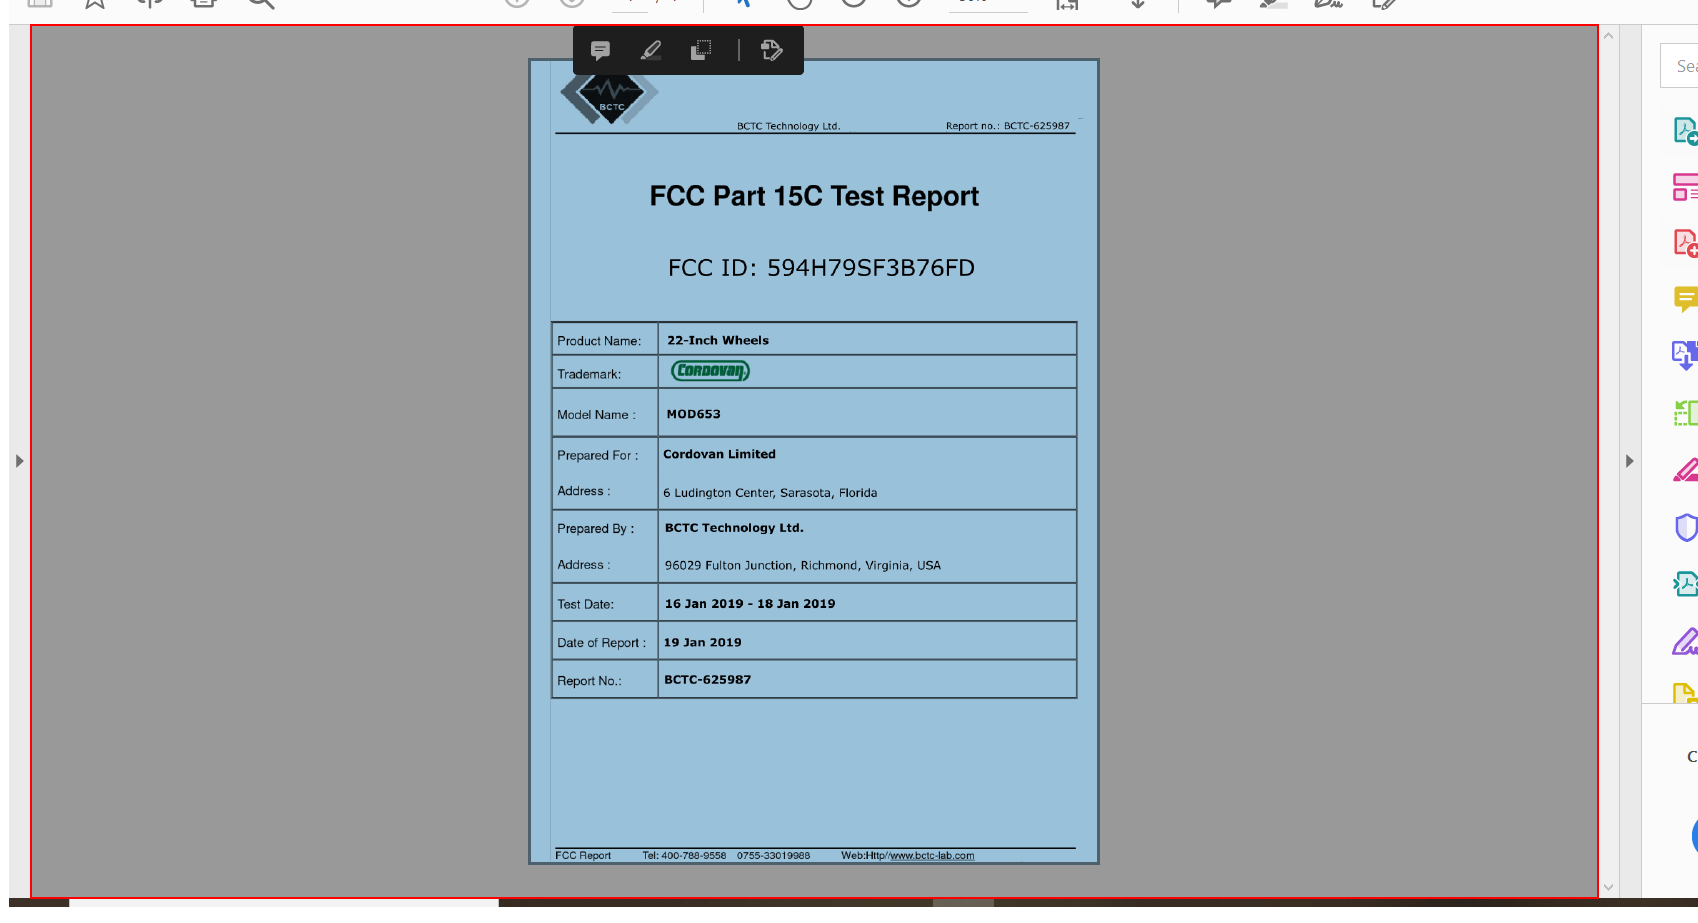 Sea
BCTC
BCTC Technology Ltd.
Report no.: BCTC-625987
FCC Part 15C Test Report
FCC ID: 594H79SF3B76FD
Product Name: 22-Inch Wheels
Trademark: CORDOVAN
Model Name : MOD653
Prepared For : Cordovan Limited
Address : 6 Ludington Center, Sarasota, Florida
Prepared By : BCTC Technology Ltd.
Address : 96029 Fulton Junction, Richmond, Virginia, USA
Test Date: 16 Jan 2019 - 18 Jan 2019
Date of Report : 19 Jan 2019
Report No.: BCTC-625987
FCC Report Tel: 400-788-9558 0755-33019988 Web:Http//www.bctc-lab.com